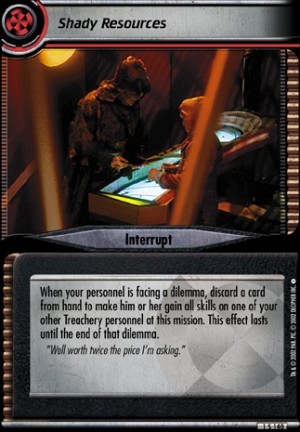 Shady Resources
Interrupt
When your personnel is facing a dilemma, discard a card
from hand to make him or her gain all skills on one of your
other Treachery personnel at this mission. This effect lasts
until the end of that dilemma.
"Well worth twice the price I'm asking."
1 S 160